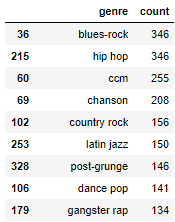 genre count
36 blues-rock 346
215 hip hop 346
60 ccm 255
69 chanson 208
102 country rock 156
253 latin jazz 150
328 post-grunge 146
106 dance pop 141
179 gangster rap 134